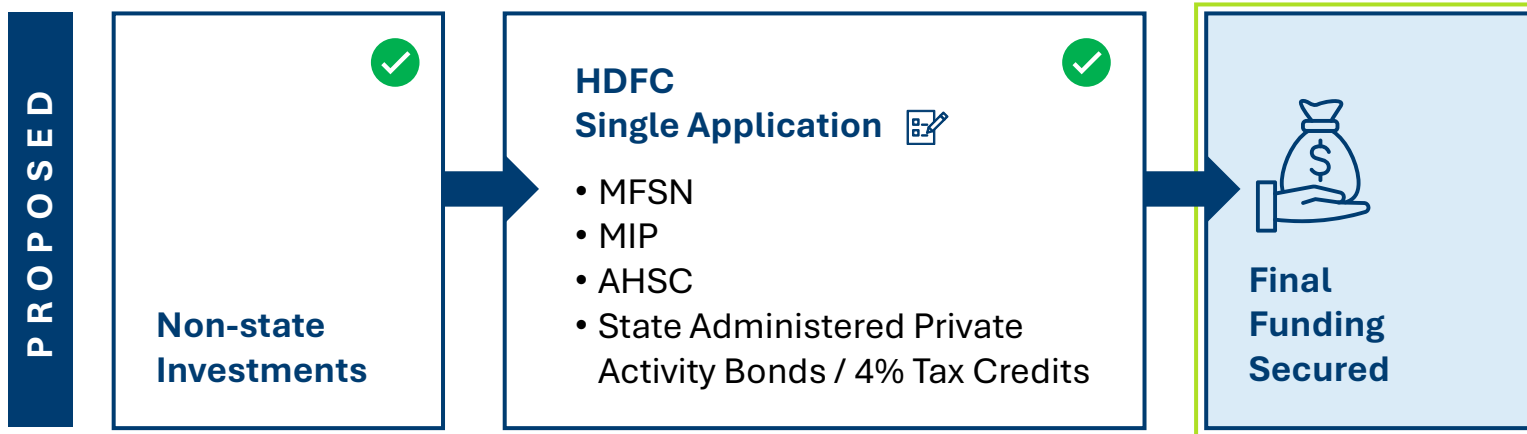 PROPOSED
Non-state
Investments
HDFC
Single Application
• MFSN
• MIP
• AHSC
• State Administered Private
Activity Bonds / 4% Tax Credits
$
Final
Funding
Secured